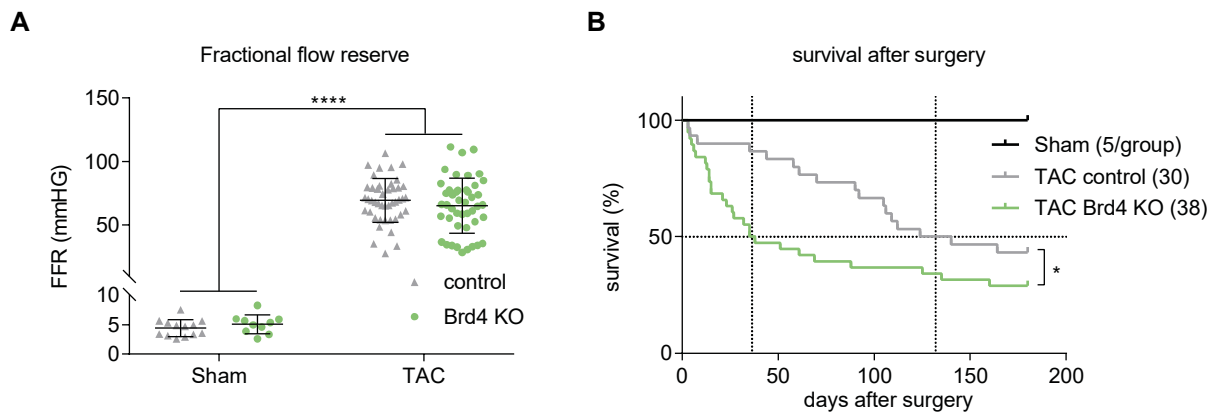 A
Fractional flow reserve
150
100
50
10
5
0
FFR (mmHG)
****
control
Brd4 KO
Sham
TAC
B
survival after surgery
100
50
0
survival (%)
Sham (5/group)
TAC control (30)
TAC Brd4 KO (38)
*
0
50
100
150
200
days after surgery